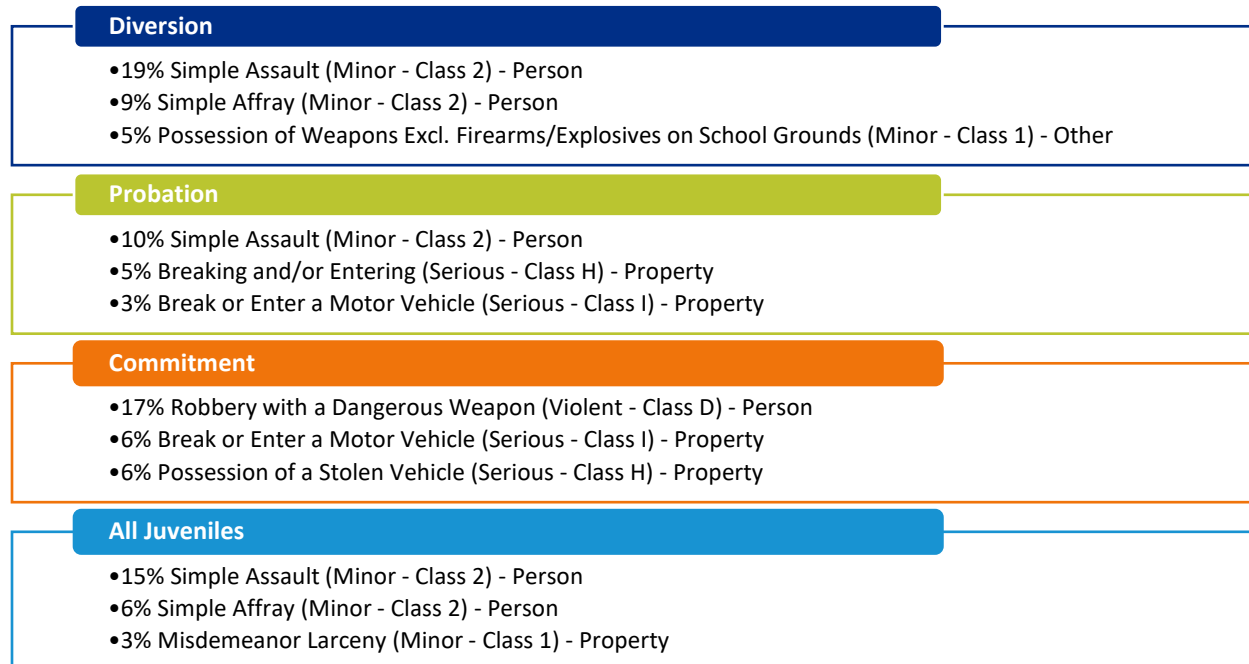 Diversion
•19% Simple Assault (Minor - Class 2) - Person
•9% Simple Affray (Minor - Class 2) - Person
•5% Possession of Weapons Excl. Firearms/Explosives on School Grounds (Minor - Class 1) - Other
Probation
•10% Simple Assault (Minor - Class 2) - Person
•5% Breaking and/or Entering (Serious - Class H) - Property
•3% Break or Enter a Motor Vehicle (Serious - Class I) - Property
Commitment
•17% Robbery with a Dangerous Weapon (Violent - Class D) - Person
•6% Break or Enter a Motor Vehicle (Serious - Class I) - Property
•6% Possession of a Stolen Vehicle (Serious - Class H) - Property
All Juveniles
•15% Simple Assault (Minor - Class 2) - Person
•6% Simple Affray (Minor - Class 2) - Person
•3% Misdemeanor Larceny (Minor - Class 1) - Property